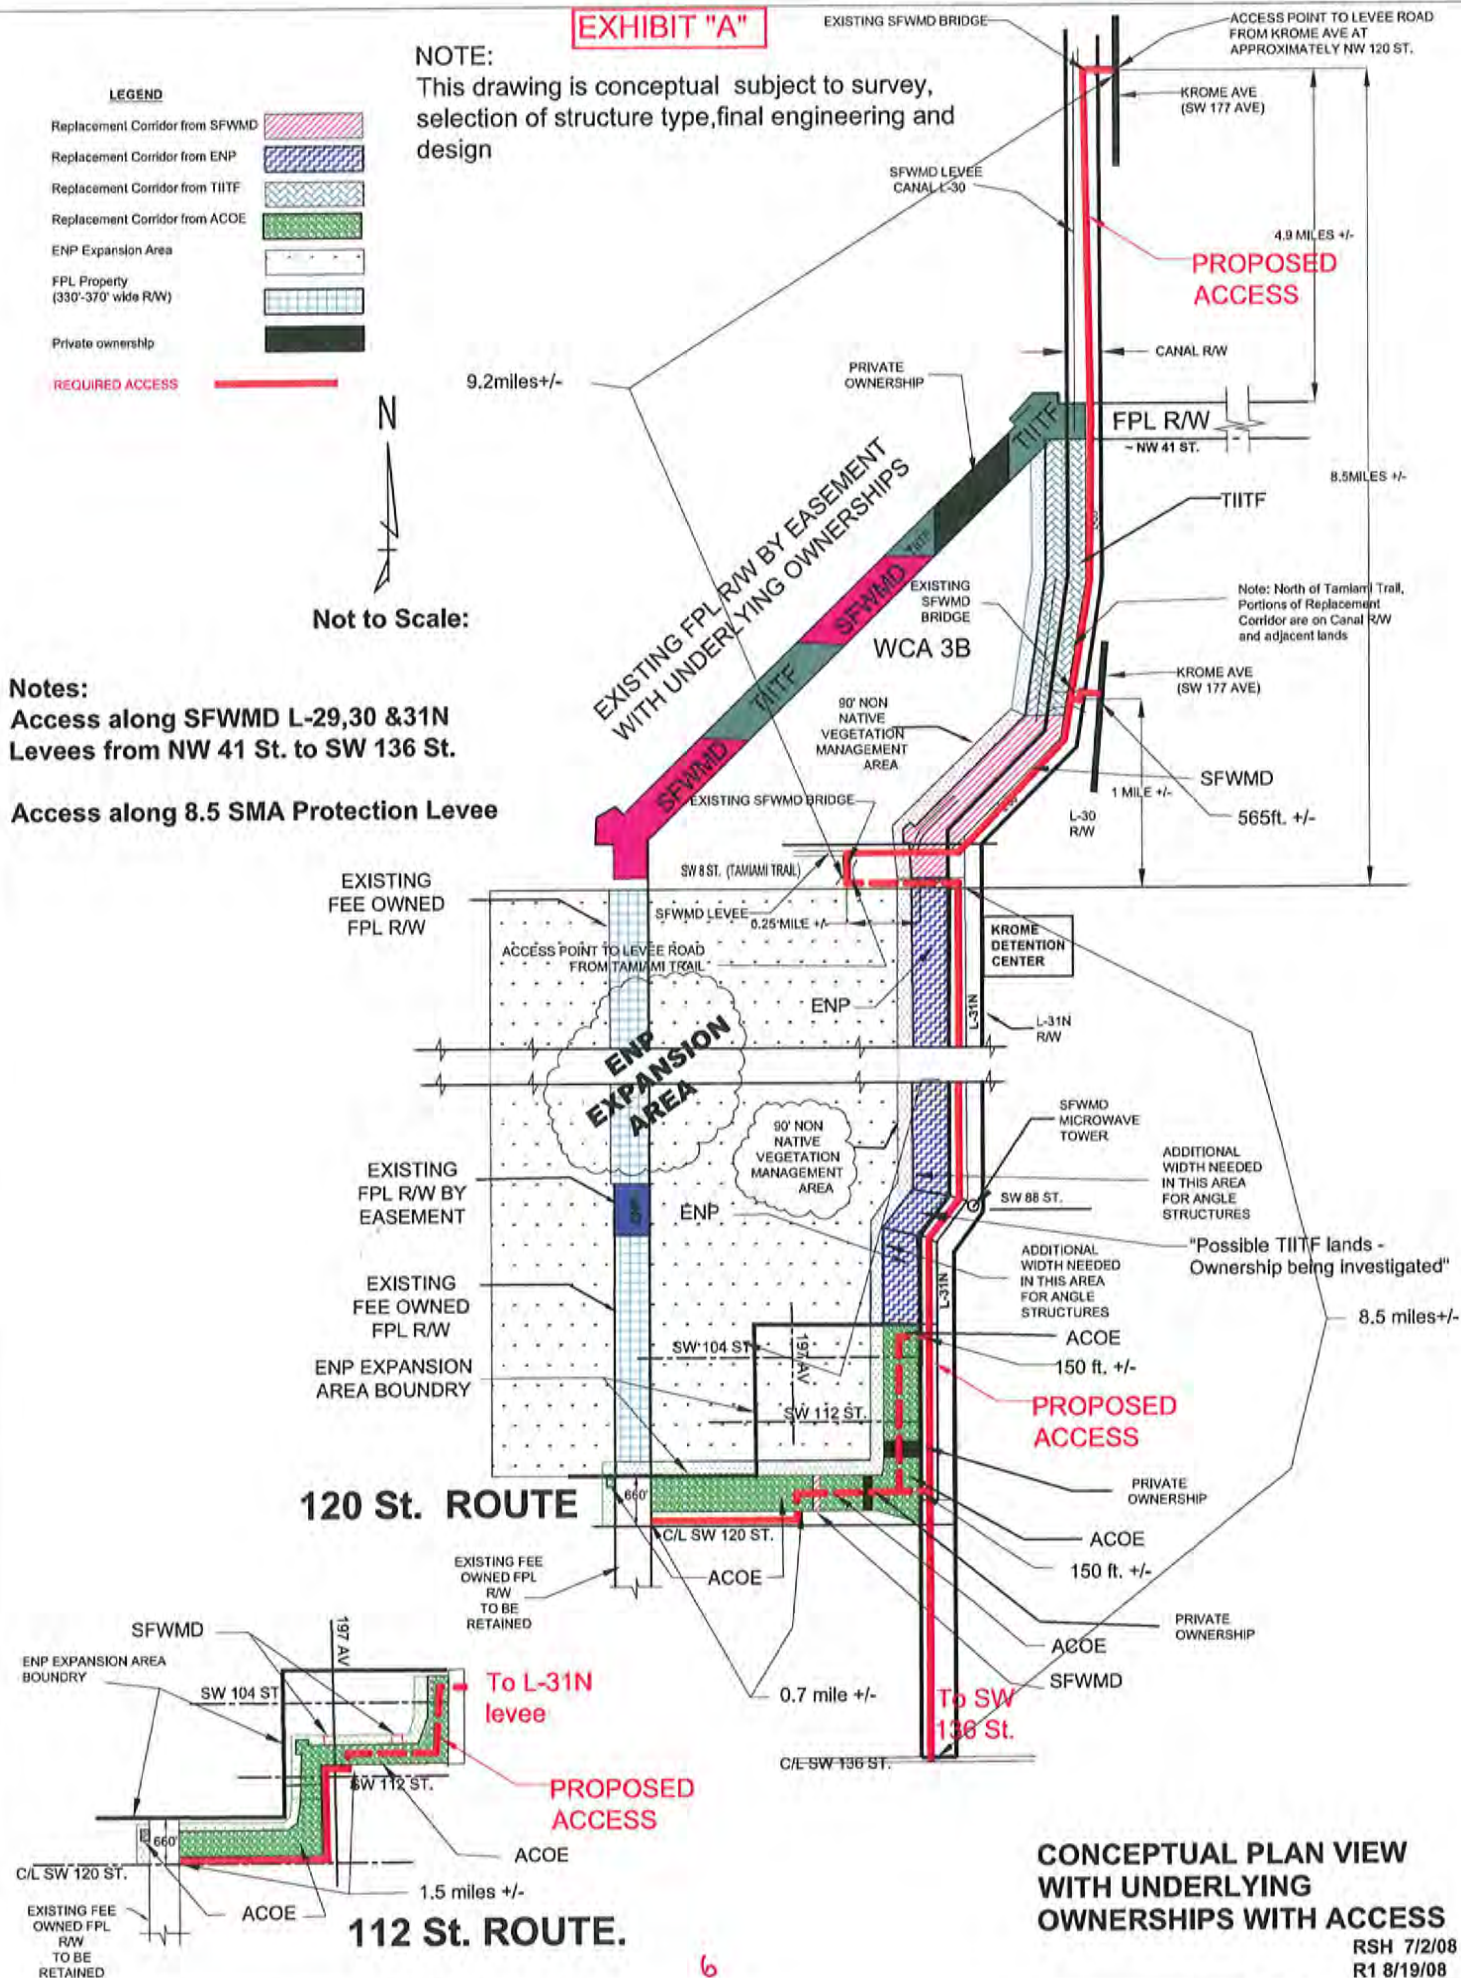 EXHIBIT "A"
NOTE:
This drawing is conceptual subject to survey,
selection of structure type,final engineering and
design
LEGEND
Replacement Corridor from SFWMD
Replacement Corridor from ENP
Replacement Corridor from TIITF
Replacement Corridor from ACOE
ENP Expansion Area
FPL Property
(330'-370' wide R/W)
Private ownership
REQUIRED ACCESS
N
Not to Scale:
Notes:
Access along SFWMD L-29,30 &31N
Levees from NW 41 St. to SW 136 St.
Access along 8.5 SMA Protection Levee
EXISTING SFWMD BRIDGE
ACCESS POINT TO LEVEE ROAD
FROM KROME AVE AT
APPROXIMATELY NW 120 ST.
KROME AVE
(SW 177 AVE)
SFWMD LEVEE
CANAL L-30
4.9 MILES +/-
PROPOSED
ACCESS
9.2miles+/-
CANAL R/W
PRIVATE
OWNERSHIP
TIITF
FPL R/W
~ NW 41 ST.
8.5MILES +/-
TIITF
EXISTING FPL R/W BY EASEMENT
WITH UNDERLYING OWNERSHIPS
TIITF
SFWMD
TIITF
SFWMD
EXISTING
SFWMD
BRIDGE
WCA 3B
Note: North of Tamiami Trail,
Portions of Replacement
Corridor are on Canal R/W
and adjacent lands
KROME AVE
(SW 177 AVE)
90' NON
NATIVE
VEGETATION
MANAGEMENT
AREA
SFWMD
1 MILE +/-
565ft. +/-
L-30
R/W
EXISTING SFWMD BRIDGE
SW 8 ST. (TAMIAMI TRAIL)
EXISTING
FEE OWNED
FPL R/W
SFWMD LEVEE
0.25 MILE +/-
ACCESS POINT TO LEVEE ROAD
FROM TAMIAMI TRAIL
KROME
DETENTION
CENTER
ENP
L-31N
L-31N
R/W
ENP
EXPANSION
AREA
SFWMD
MICROWAVE
TOWER
90' NON
NATIVE
VEGETATION
MANAGEMENT
AREA
ADDITIONAL
WIDTH NEEDED
IN THIS AREA
FOR ANGLE
STRUCTURES
EXISTING
FPL R/W BY
EASEMENT
ENP
ENP
SW 88 ST.
"Possible TIITF lands -
Ownership being investigated"
ADDITIONAL
WIDTH NEEDED
IN THIS AREA
FOR ANGLE
STRUCTURES
L-31N
EXISTING
FEE OWNED
FPL R/W
8.5 miles+/-
SW 104 ST
197 AV
ACOE
150 ft. +/-
ENP EXPANSION
AREA BOUNDRY
SW 112 ST.
PROPOSED
ACCESS
PRIVATE
OWNERSHIP
120 St. ROUTE
660'
C/L SW 120 ST.
ACOE
ACOE
150 ft. +/-
EXISTING FEE
OWNED FPL
R/W
TO BE
RETAINED
PRIVATE
OWNERSHIP
ACOE
SFWMD
0.7 mile +/-
To SW
136 St.
C/L SW 136 ST.
SFWMD
197 AV
ENP EXPANSION AREA
BOUNDRY
SW 104 ST
To L-31N
levee
SW 112 ST.
PROPOSED
ACCESS
660'
C/L SW 120 ST.
ACOE
1.5 miles +/-
ACOE
EXISTING FEE
OWNED FPL
R/W
TO BE
RETAINED
112 St. ROUTE.
CONCEPTUAL PLAN VIEW
WITH UNDERLYING
OWNERSHIPS WITH ACCESS
RSH 7/2/08
R1 8/19/08
6